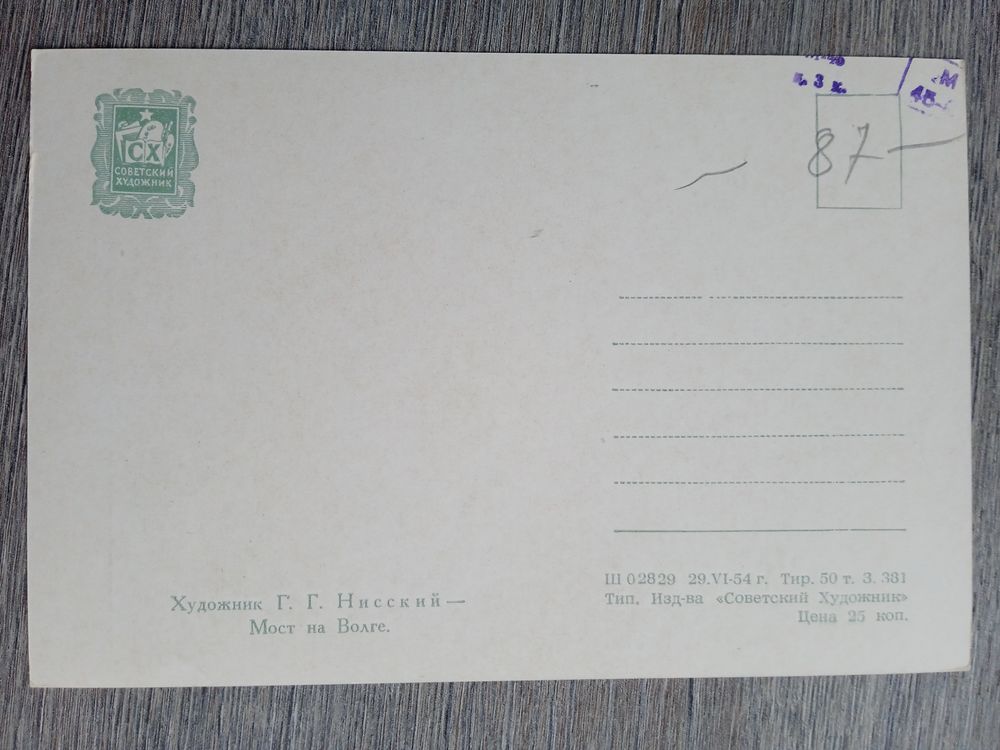 СХ
СОВЕТСКИЙ
ХУДОЖНИК
87
Художник Г. Г. Нисский —
Мост на Волге.
Ш 02829 29.VI-54 г. Тир. 50 т. З. 381
Тип. Изд-ва «Советский Художник»
Цена 25 коп.